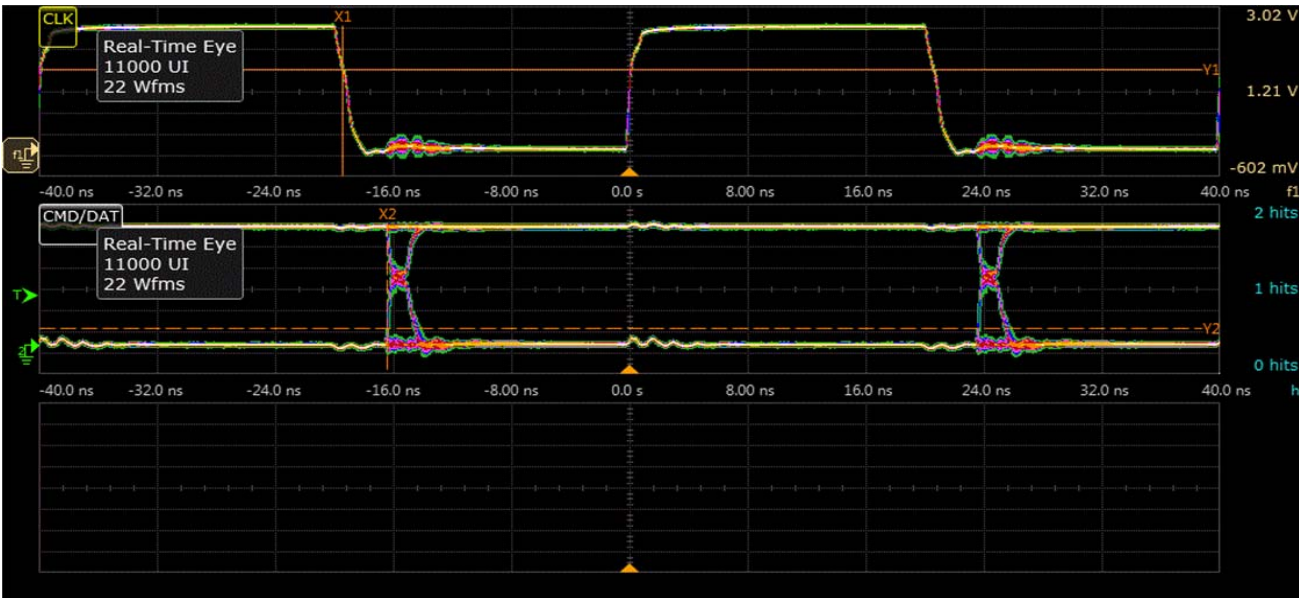 CLK
X1
3.02 V
Real-Time Eye
11000 UI
22 Wfms
Y1
1.21 V
f1
-602 mV
-40.0 ns -32.0 ns -24.0 ns -16.0 ns -8.00 ns 0.0 s 8.00 ns 16.0 ns 24.0 ns 32.0 ns 40.0 ns f1
CMD/DAT
X2
2 hits
Real-Time Eye
11000 UI
22 Wfms
T
1 hits
Y2
2
0 hits
-40.0 ns -32.0 ns -24.0 ns -16.0 ns -8.00 ns 0.0 s 8.00 ns 16.0 ns 24.0 ns 32.0 ns 40.0 ns h